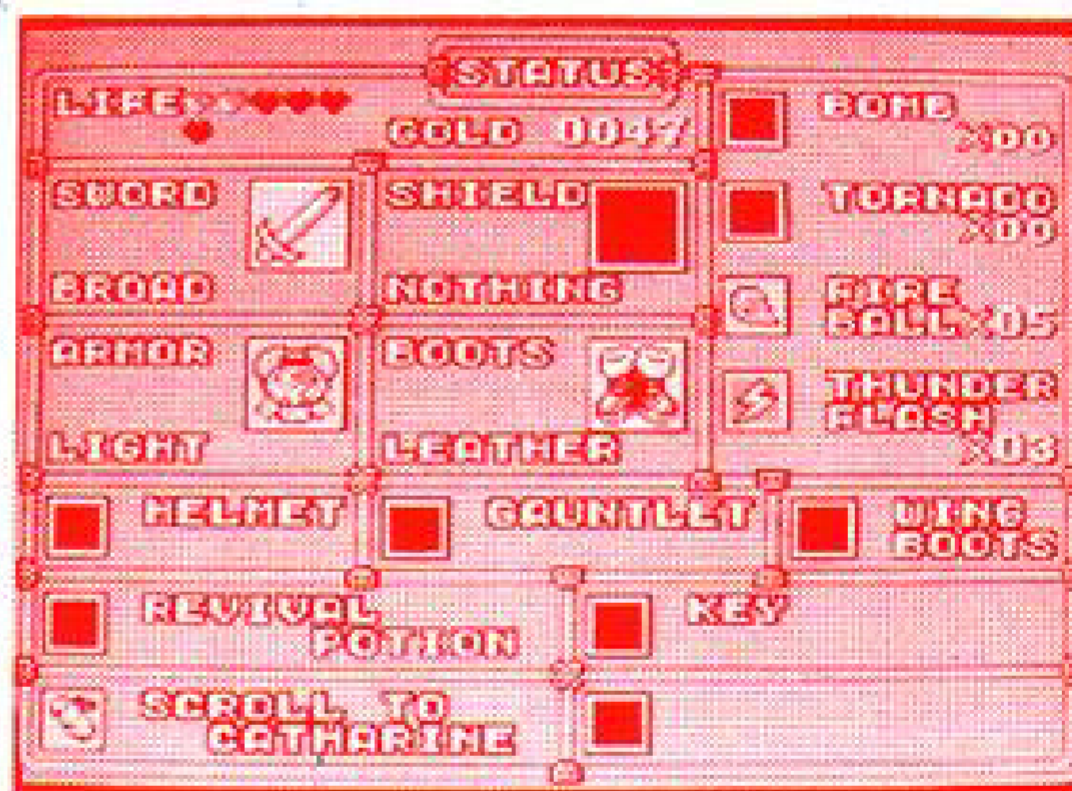 STATUS
LIFE
GOLD 0047
SWORD
BROAD
SHIELD
NOTHING
ARMOR
LIGHT
BOOTS
LEATHER
BOMB
X00
TORNADO
FIRE
BALL X05
THUNDER
FLASH
X03
HELMET
GAUNTLET
WING
BOOTS
REVIVAL
POTION
KEY
SCROLL TO
CATHARINE